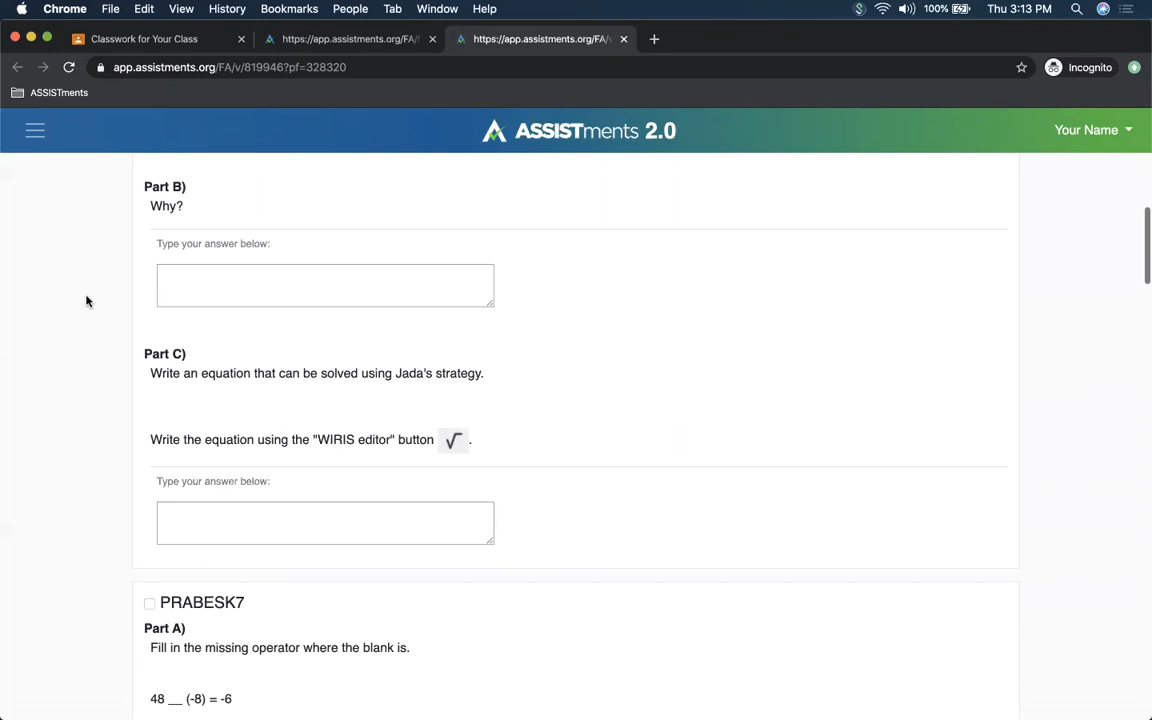 Chrome File Edit View History Bookmarks People Tab Window Help 100% Thu 3:13 PM
Classwork for Your Class https://app.assistments.org/FA/ https://app.assistments.org/FA/
app.assistments.org/FA/v/819946?pf=328320 Incognito
ASSISTments
ASSISTments 2.0 Your Name
Part B)
Why?
Type your answer below:
Part C)
Write an equation that can be solved using Jada's strategy.
Write the equation using the "WIRIS editor" button √ .
Type your answer below:
PRABESK7
Part A)
Fill in the missing operator where the blank is.
48 __ (-8) = -6